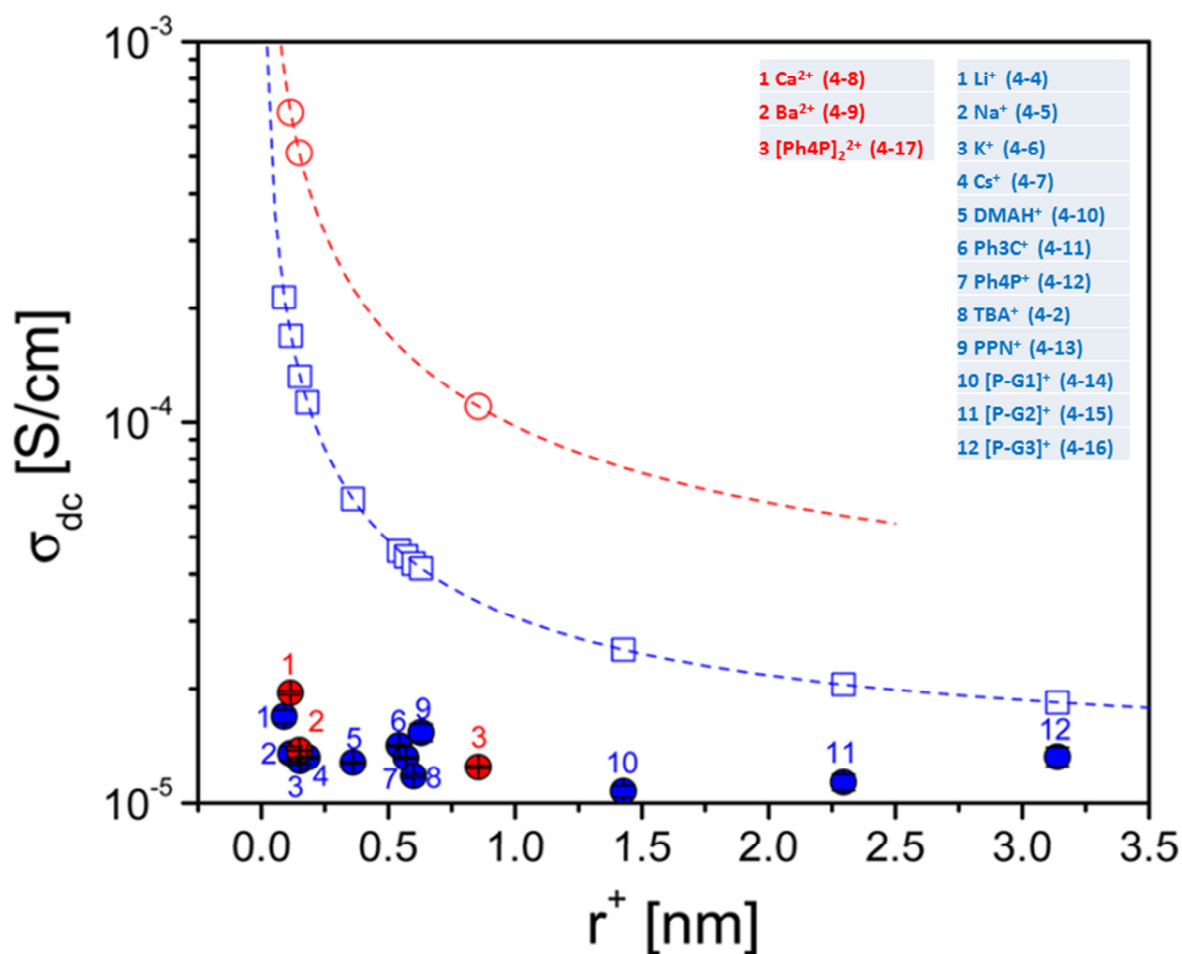 10⁻³
10⁻⁴
10⁻⁵
σdc [S/cm]
1 Ca²⁺ (4-8)
2 Ba²⁺ (4-9)
3 [Ph4P]₂²⁺ (4-17)
1 Li⁺ (4-4)
2 Na⁺ (4-5)
3 K⁺ (4-6)
4 Cs⁺ (4-7)
5 DMAH⁺ (4-10)
6 Ph3C⁺ (4-11)
7 Ph4P⁺ (4-12)
8 TBA⁺ (4-2)
9 PPN⁺ (4-13)
10 [P-G1]⁺ (4-14)
11 [P-G2]⁺ (4-15)
12 [P-G3]⁺ (4-16)
1
1
2
2
3
4
5
6
7
8
9
3
10
11
12
0.0 0.5 1.0 1.5 2.0 2.5 3.0 3.5
r⁺ [nm]